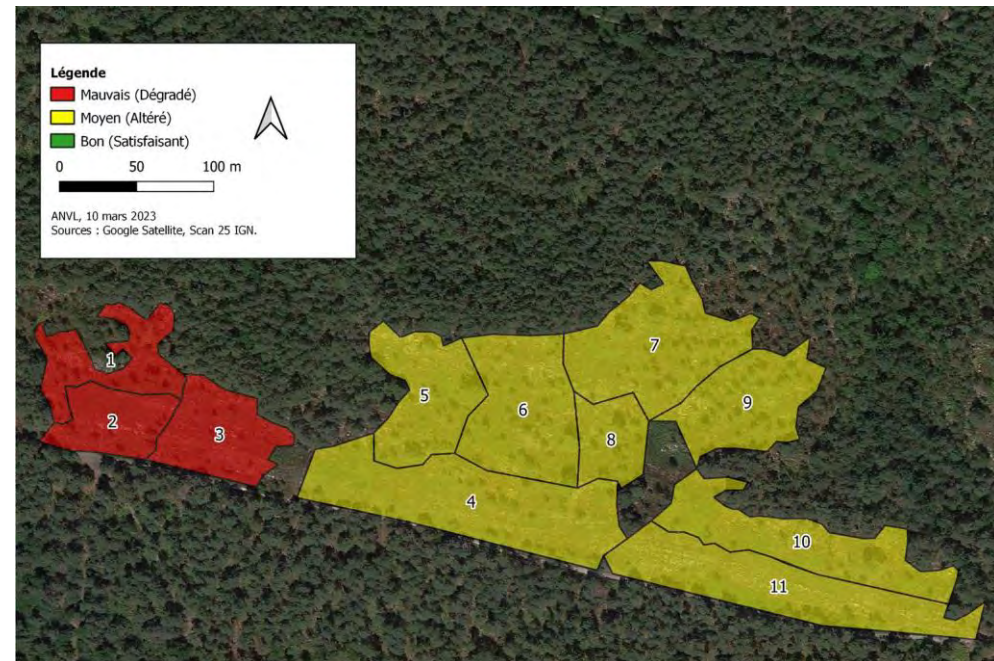 Légende
Mauvais (Dégradé)
Moyen (Altéré)
Bon (Satisfaisant)
0 50 100 m
ANVL, 10 mars 2023
Sources : Google Satellite, Scan 25 IGN.
1
2
3
4
5
6
7
8
9
10
11